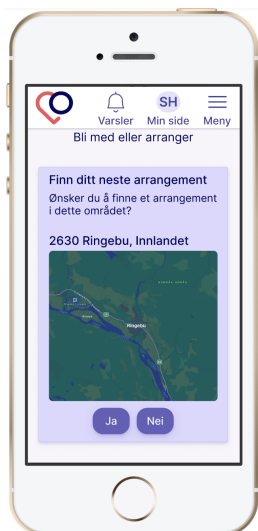 SH
Varsler Min side Meny
Bli med eller arranger
Finn ditt neste arrangement
Ønsker du å finne et arrangement
i dette området?
2630 Ringebu, Innlandet
Ringebu
Ja Nei